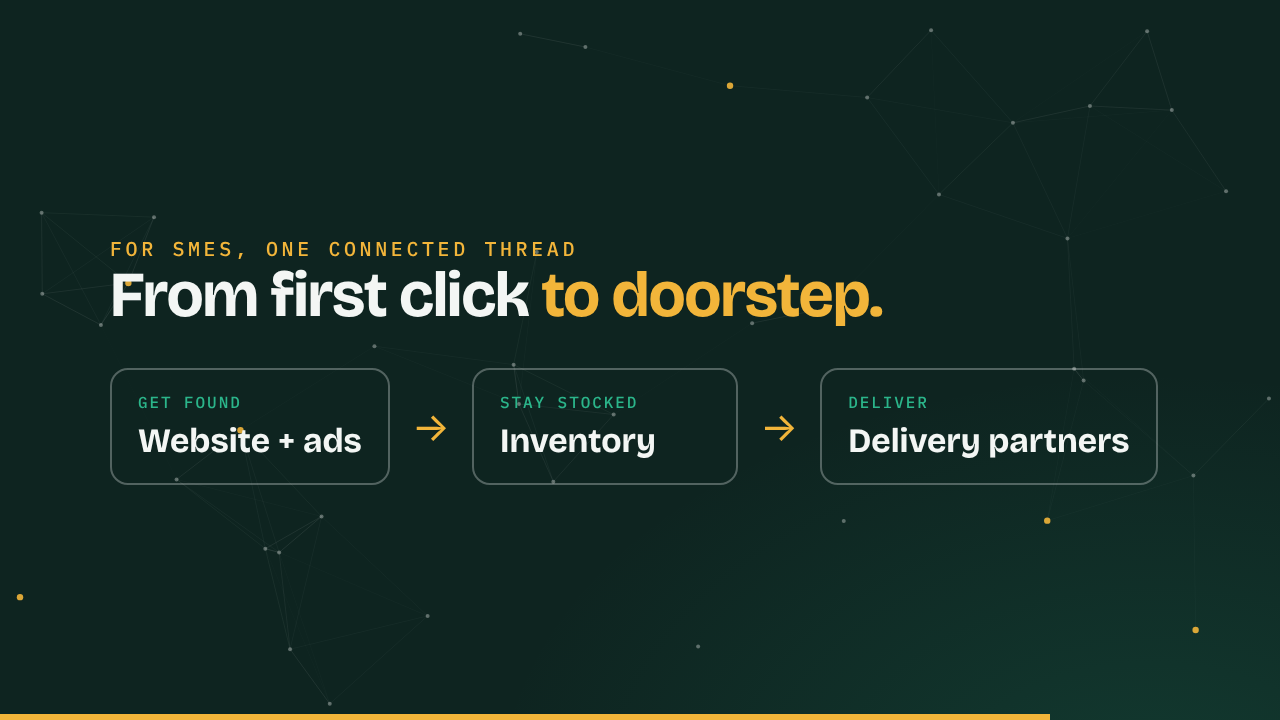 FOR SMES, ONE CONNECTED THREAD
From first click to doorstep.
GET FOUND
Website + ads
→
STAY STOCKED
Inventory
→
DELIVER
Delivery partners